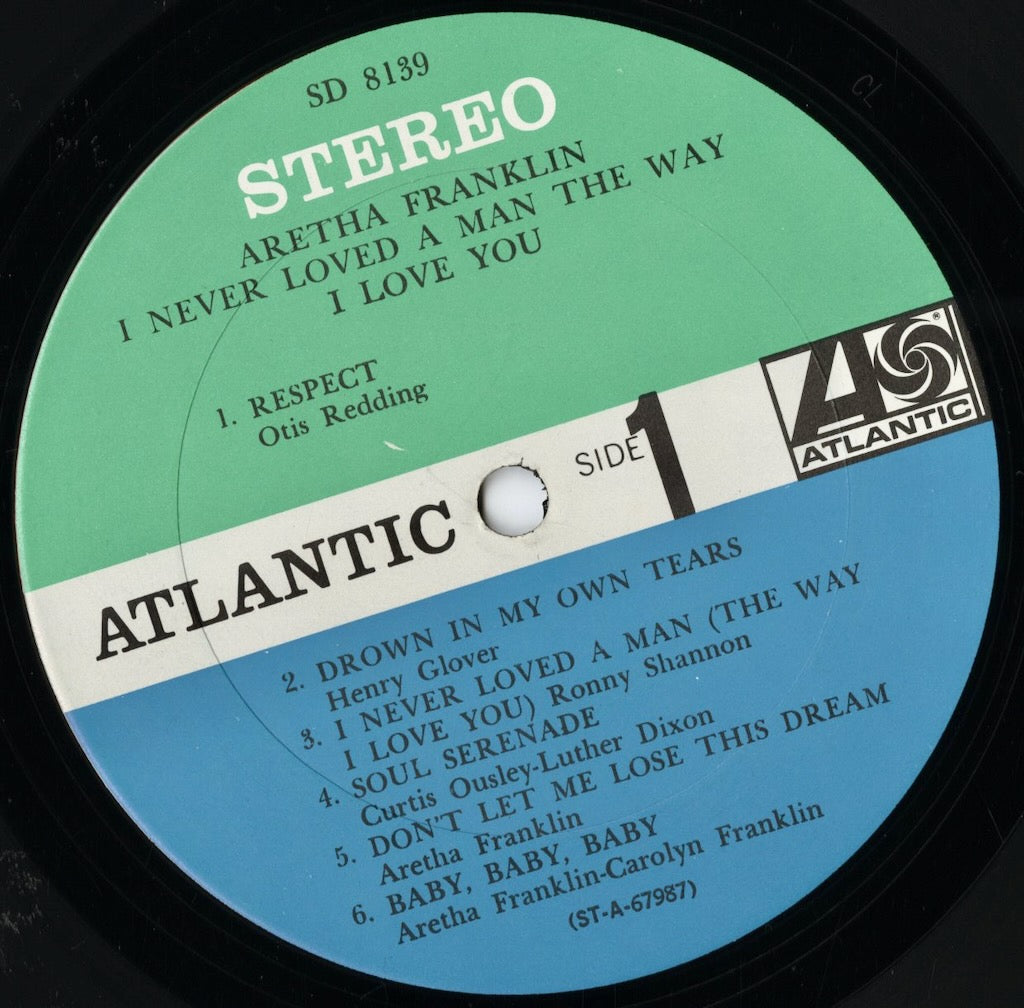 SD 8139
STEREO
ARETHA FRANKLIN
I NEVER LOVED A MAN THE WAY
I LOVE YOU
1. RESPECT
Otis Redding
ATLANTIC
SIDE 1
ATLANTIC
2. DROWN IN MY OWN TEARS
Henry Glover
3. I NEVER LOVED A MAN (THE WAY
I LOVE YOU) Ronny Shannon
4. SOUL SERENADE
Curtis Ousley-Luther Dixon
5. DON'T LET ME LOSE THIS DREAM
Aretha Franklin
6. BABY, BABY, BABY
Aretha Franklin-Carolyn Franklin
(ST-A-67987)
CL